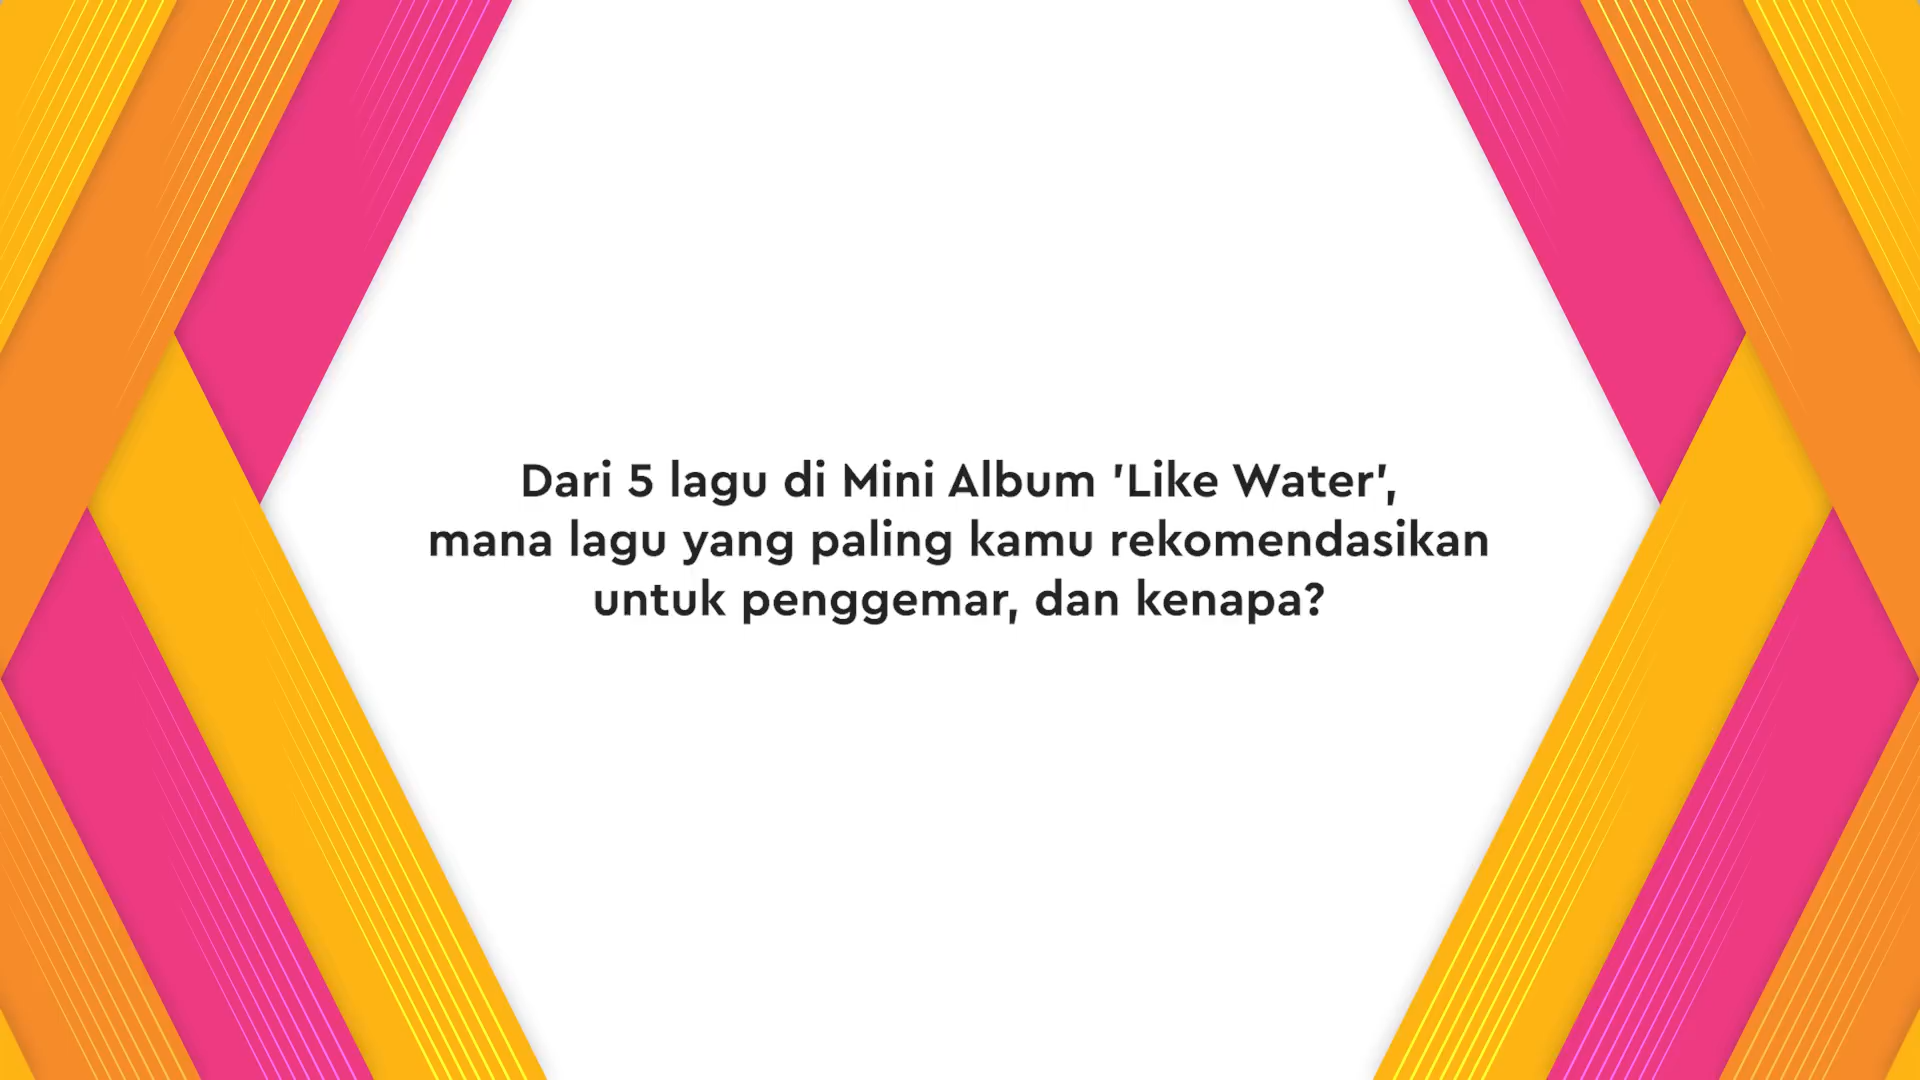 Dari 5 lagu di Mini Album 'Like Water',
mana lagu yang paling kamu rekomendasikan
untuk penggemar, dan kenapa?